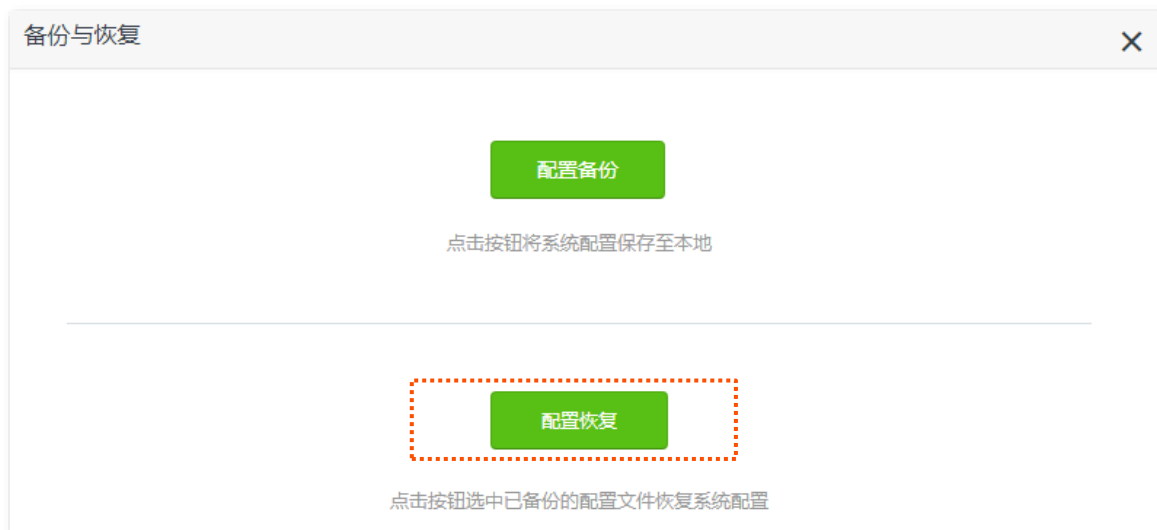 备份与恢复
配置备份
点击按钮将系统配置保存至本地
配置恢复
点击按钮选中已备份的配置文件恢复系统配置